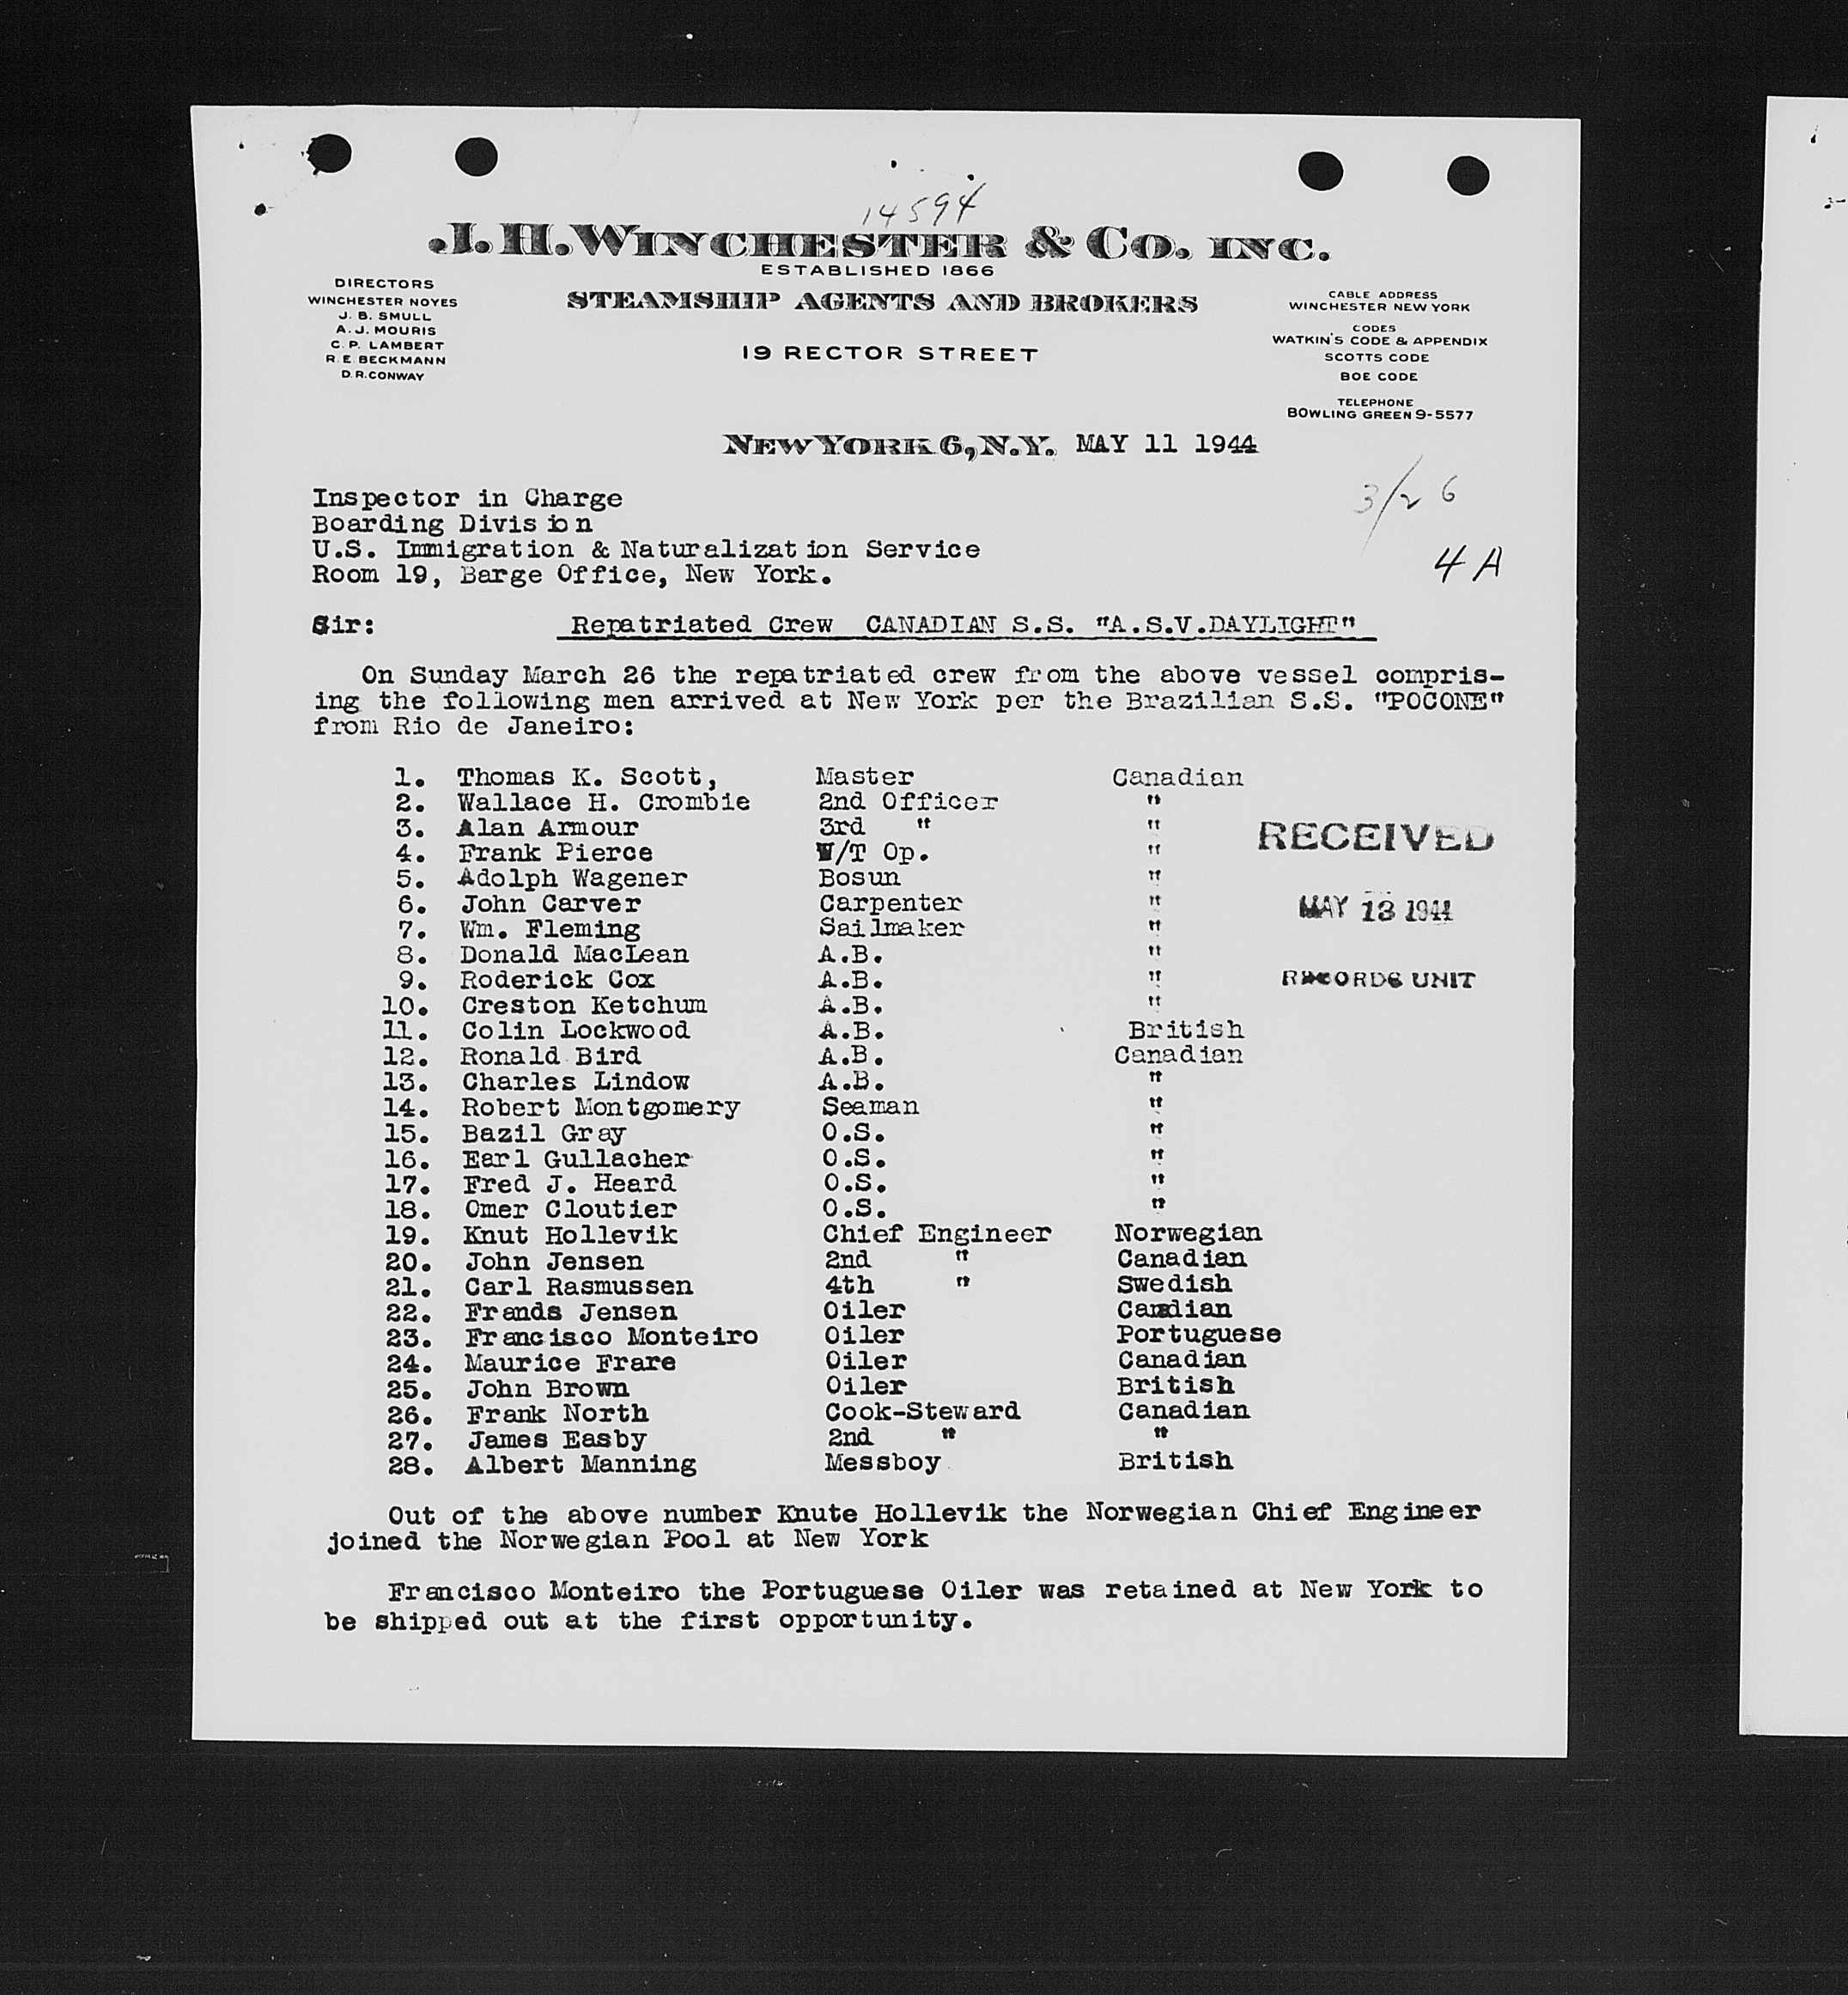 14594
J. H. WINCHESTER & CO. INC.
ESTABLISHED 1866
STEAMSHIP AGENTS AND BROKERS
19 RECTOR STREET
DIRECTORS
WINCHESTER NOYES
J. B. SMULL
A. J. MOURIS
C. P. LAMBERT
R. E. BECKMANN
D. R. CONWAY
CABLE ADDRESS
WINCHESTER NEW YORK
CODES
WATKIN'S CODE & APPENDIX
SCOTTS CODE
BOE CODE
TELEPHONE
BOWLING GREEN 9-5577
NEW YORK 6, N.Y. MAY 11 1944
3/26
4A
Inspector in Charge
Boarding Division
U.S. Immigration & Naturalization Service
Room 19, Barge Office, New York.
Sir: Repatriated Crew CANADIAN S.S. "A.S.V.DAYLIGHT"
On Sunday March 26 the repatriated crew from the above vessel compris-
ing the following men arrived at New York per the Brazilian S.S. "POCONE"
from Rio de Janeiro:
1. Thomas K. Scott, Master Canadian
2. Wallace H. Crombie 2nd Officer "
3. Alan Armour 3rd " "
4. Frank Pierce W/T Op. "
5. Adolph Wagener Bosun "
6. John Carver Carpenter "
7. Wm. Fleming Sailmaker "
8. Donald MacLean A.B. "
9. Roderick Cox A.B. "
10. Creston Ketchum A.B. "
11. Colin Lockwood A.B. British
12. Ronald Bird A.B. Canadian
13. Charles Lindow A.B. "
14. Robert Montgomery Seaman "
15. Bazil Gray O.S. "
16. Earl Gullacher O.S. "
17. Fred J. Heard O.S. "
18. Omer Cloutier O.S. "
19. Knut Hollevik Chief Engineer Norwegian
20. John Jensen 2nd " Canadian
21. Carl Rasmussen 4th " Swedish
22. Frands Jensen Oiler Canadian
23. Francisco Monteiro Oiler Portuguese
24. Maurice Frare Oiler Canadian
25. John Brown Oiler British
26. Frank North Cook-Steward Canadian
27. James Easby 2nd " "
28. Albert Manning Messboy British
RECEIVED
MAY 13 1944
RECORDS UNIT
Out of the above number Knute Hollevik the Norwegian Chief Engineer
joined the Norwegian Pool at New York
Francisco Monteiro the Portuguese Oiler was retained at New York to
be shipped out at the first opportunity.